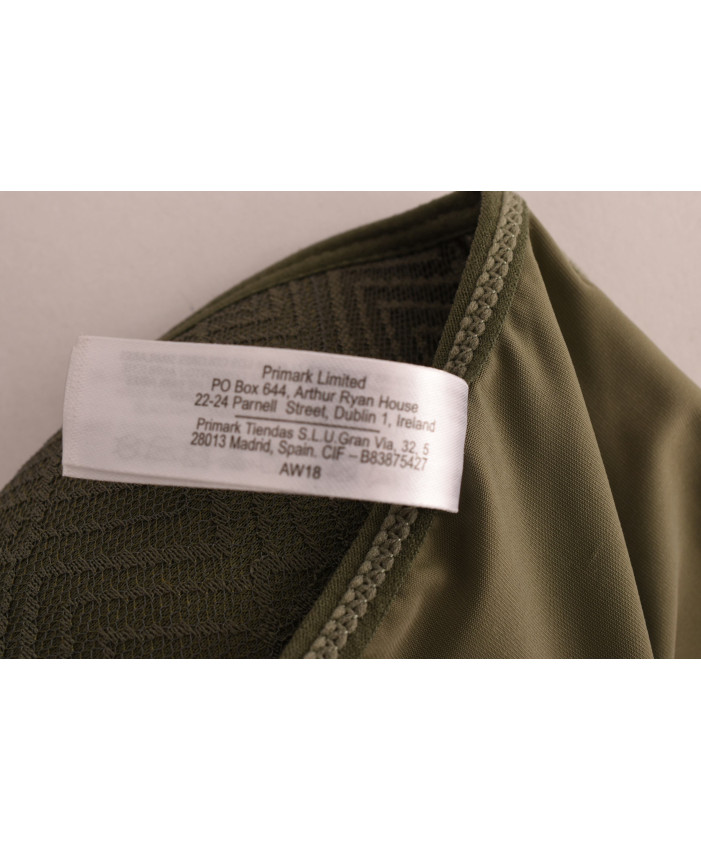 Primark Limited
PO Box 644, Arthur Ryan House
22-24 Parnell Street, Dublin 1, Ireland
Primark Tiendas S.L.U.Gran Via, 32, 5
28013 Madrid, Spain. CIF – B83875427
AW18